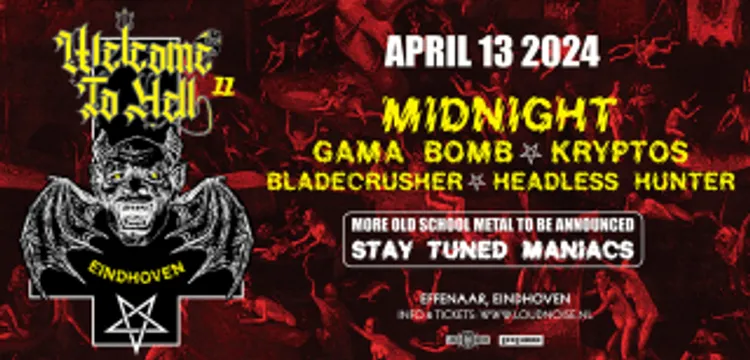 Welcome
To Hell
II
EINDHOVEN
APRIL 13 2024
MIDNIGHT
GAMA BOMB KRYPTOS
BLADECRUSHER HEADLESS HUNTER
MORE OLD SCHOOL METAL TO BE ANNOUNCED
STAY TUNED MANIACS
EFFENAAR, EINDHOVEN
INFO & TICKETS: WWW.LOUDNOISE.NL